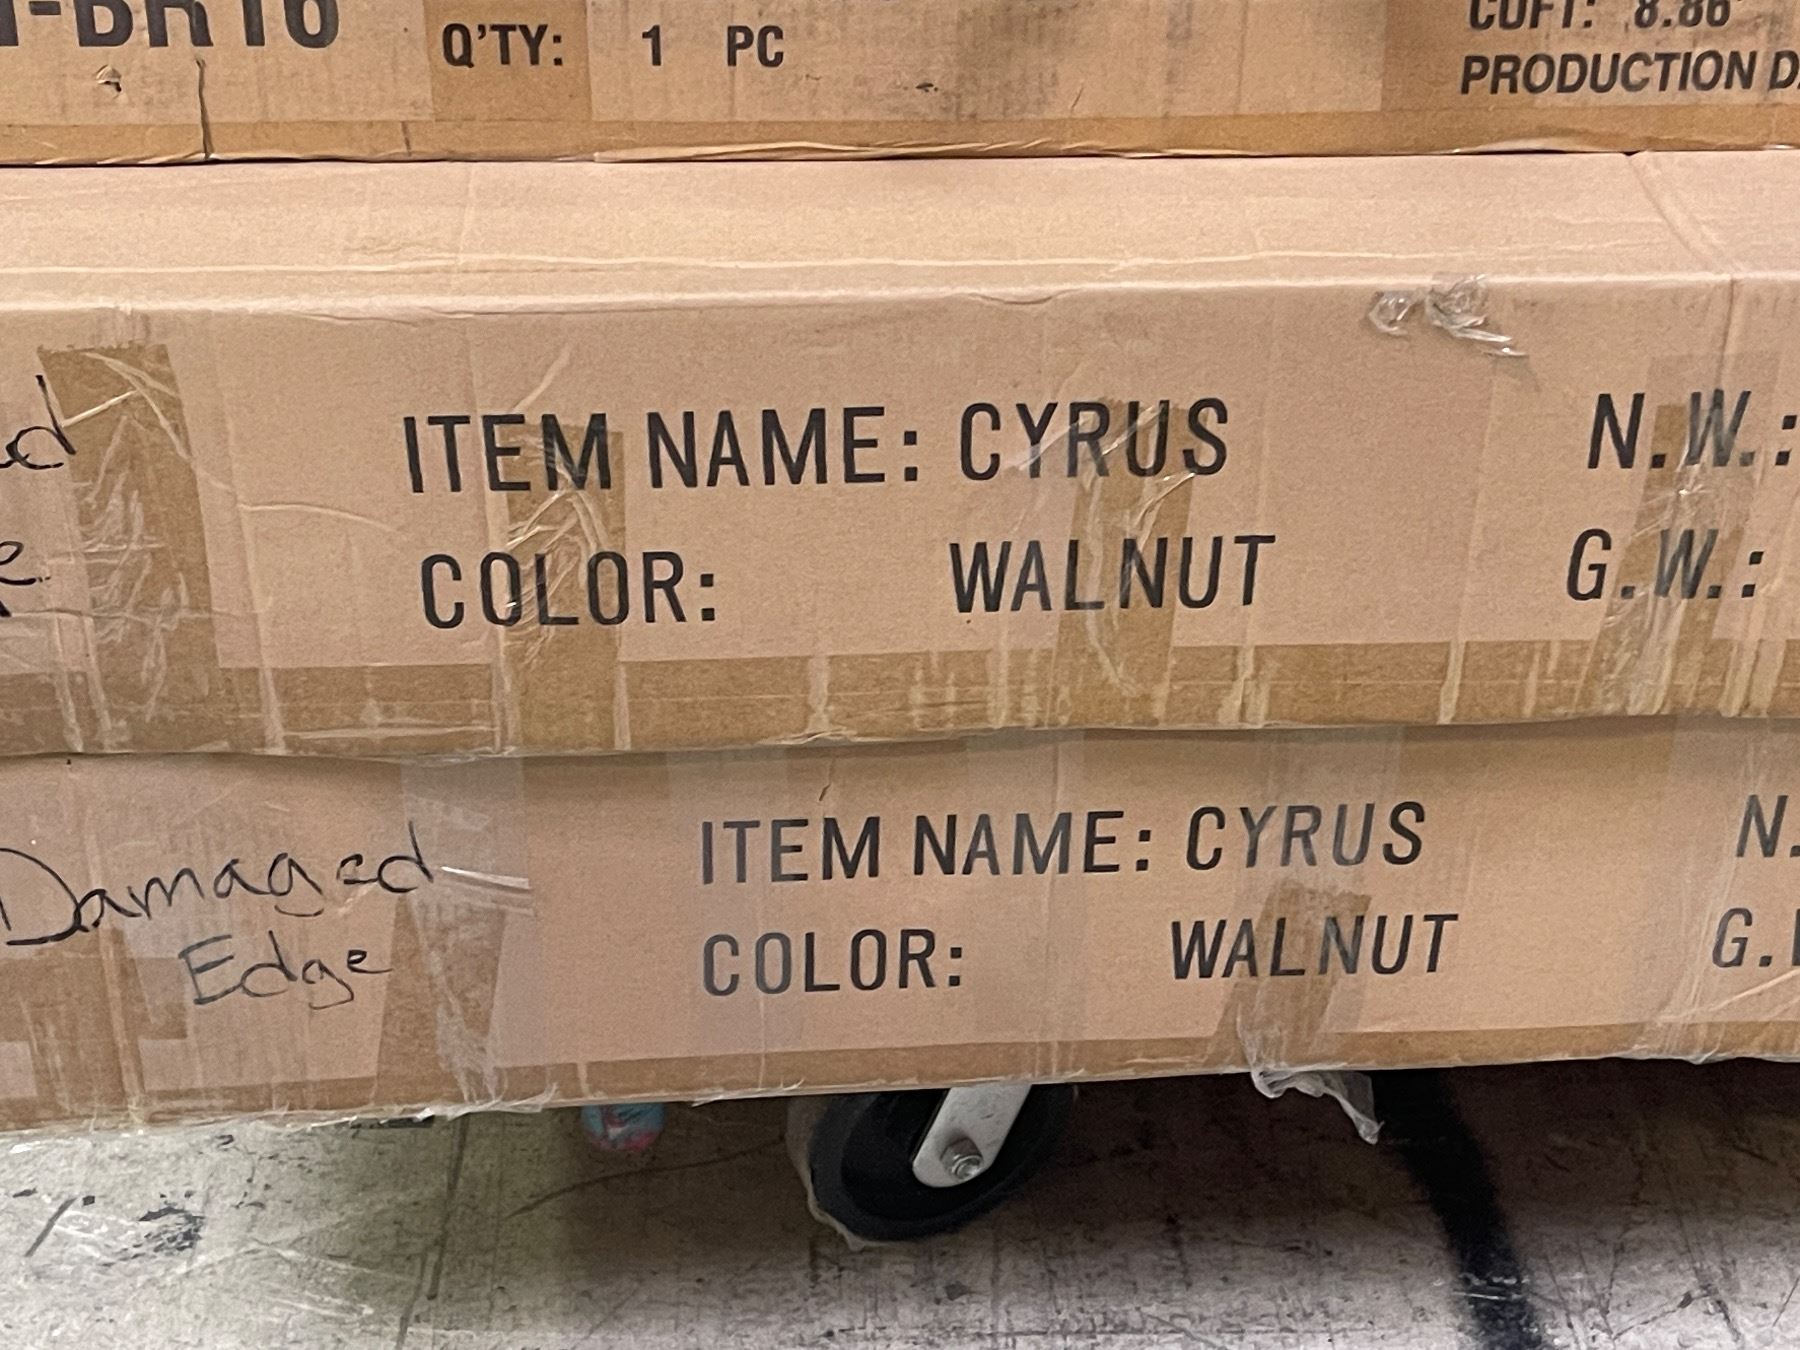 Q'TY: 1 PC
CUFT: 8.86'
PRODUCTION
ITEM NAME: CYRUS
N.W.:
COLOR: WALNUT
G.W.:
ITEM NAME: CYRUS
N.
COLOR: WALNUT
G.
Damaged
Edge